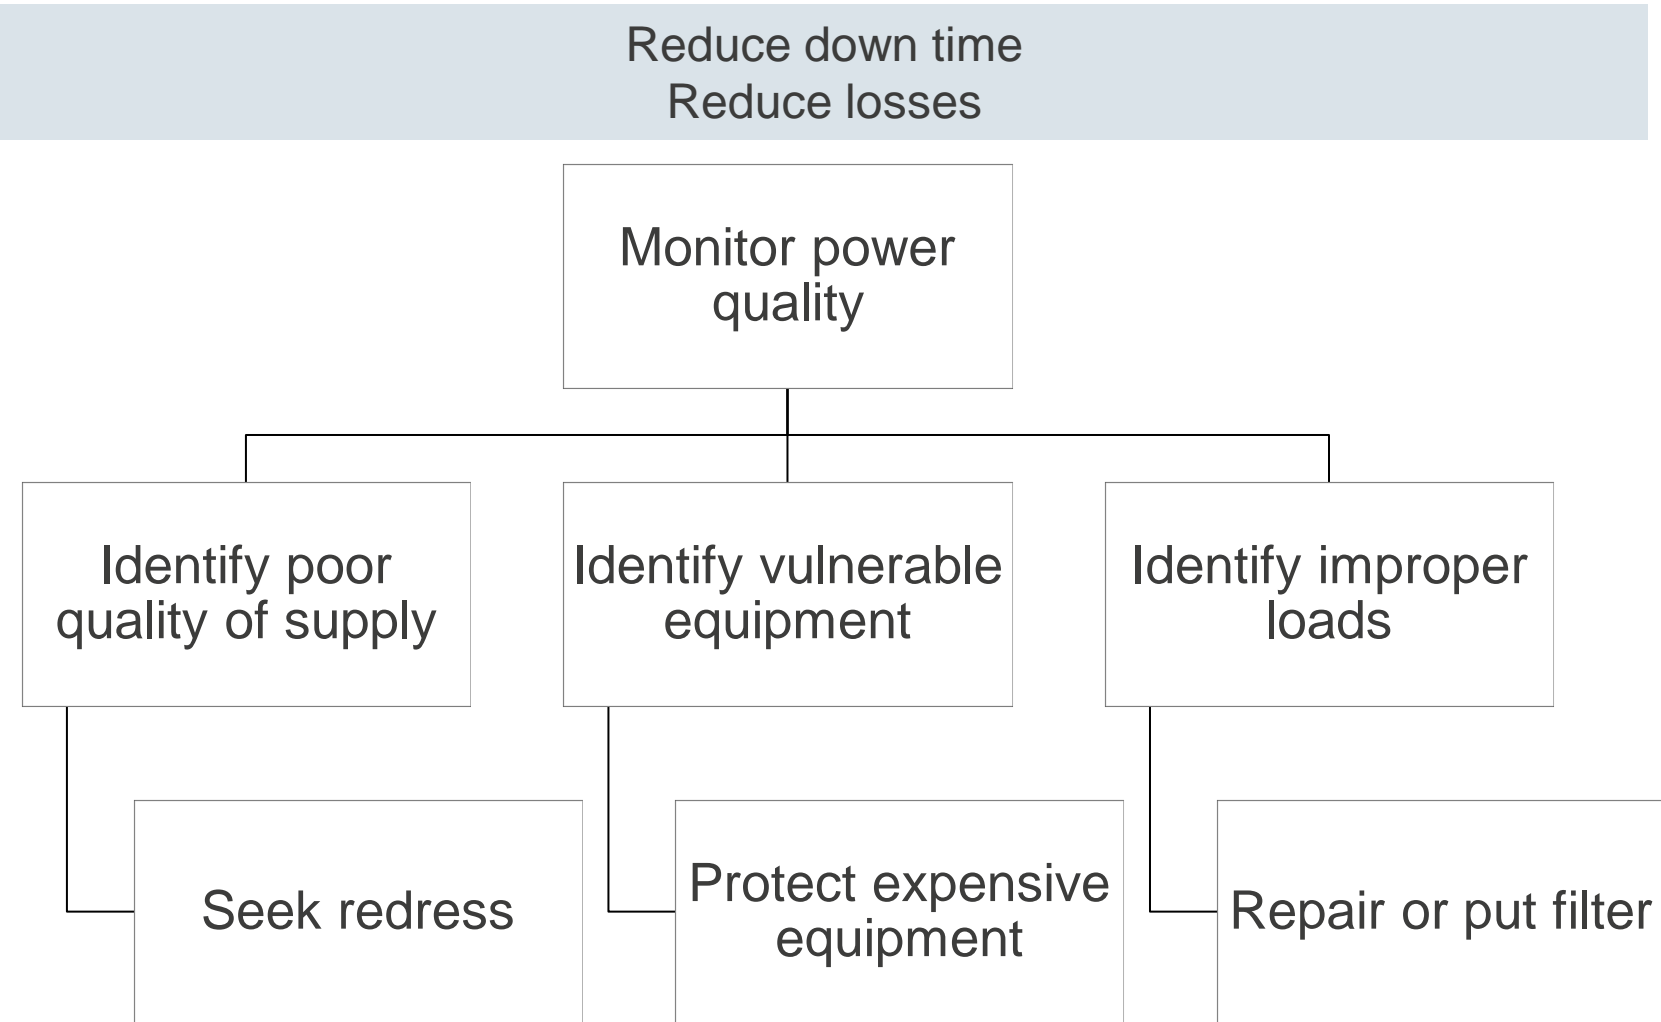 Reduce down time
Reduce losses
Monitor power
quality
Identify poor
quality of supply
Identify vulnerable
equipment
Identify improper
loads
Seek redress
Protect expensive
equipment
Repair or put filter